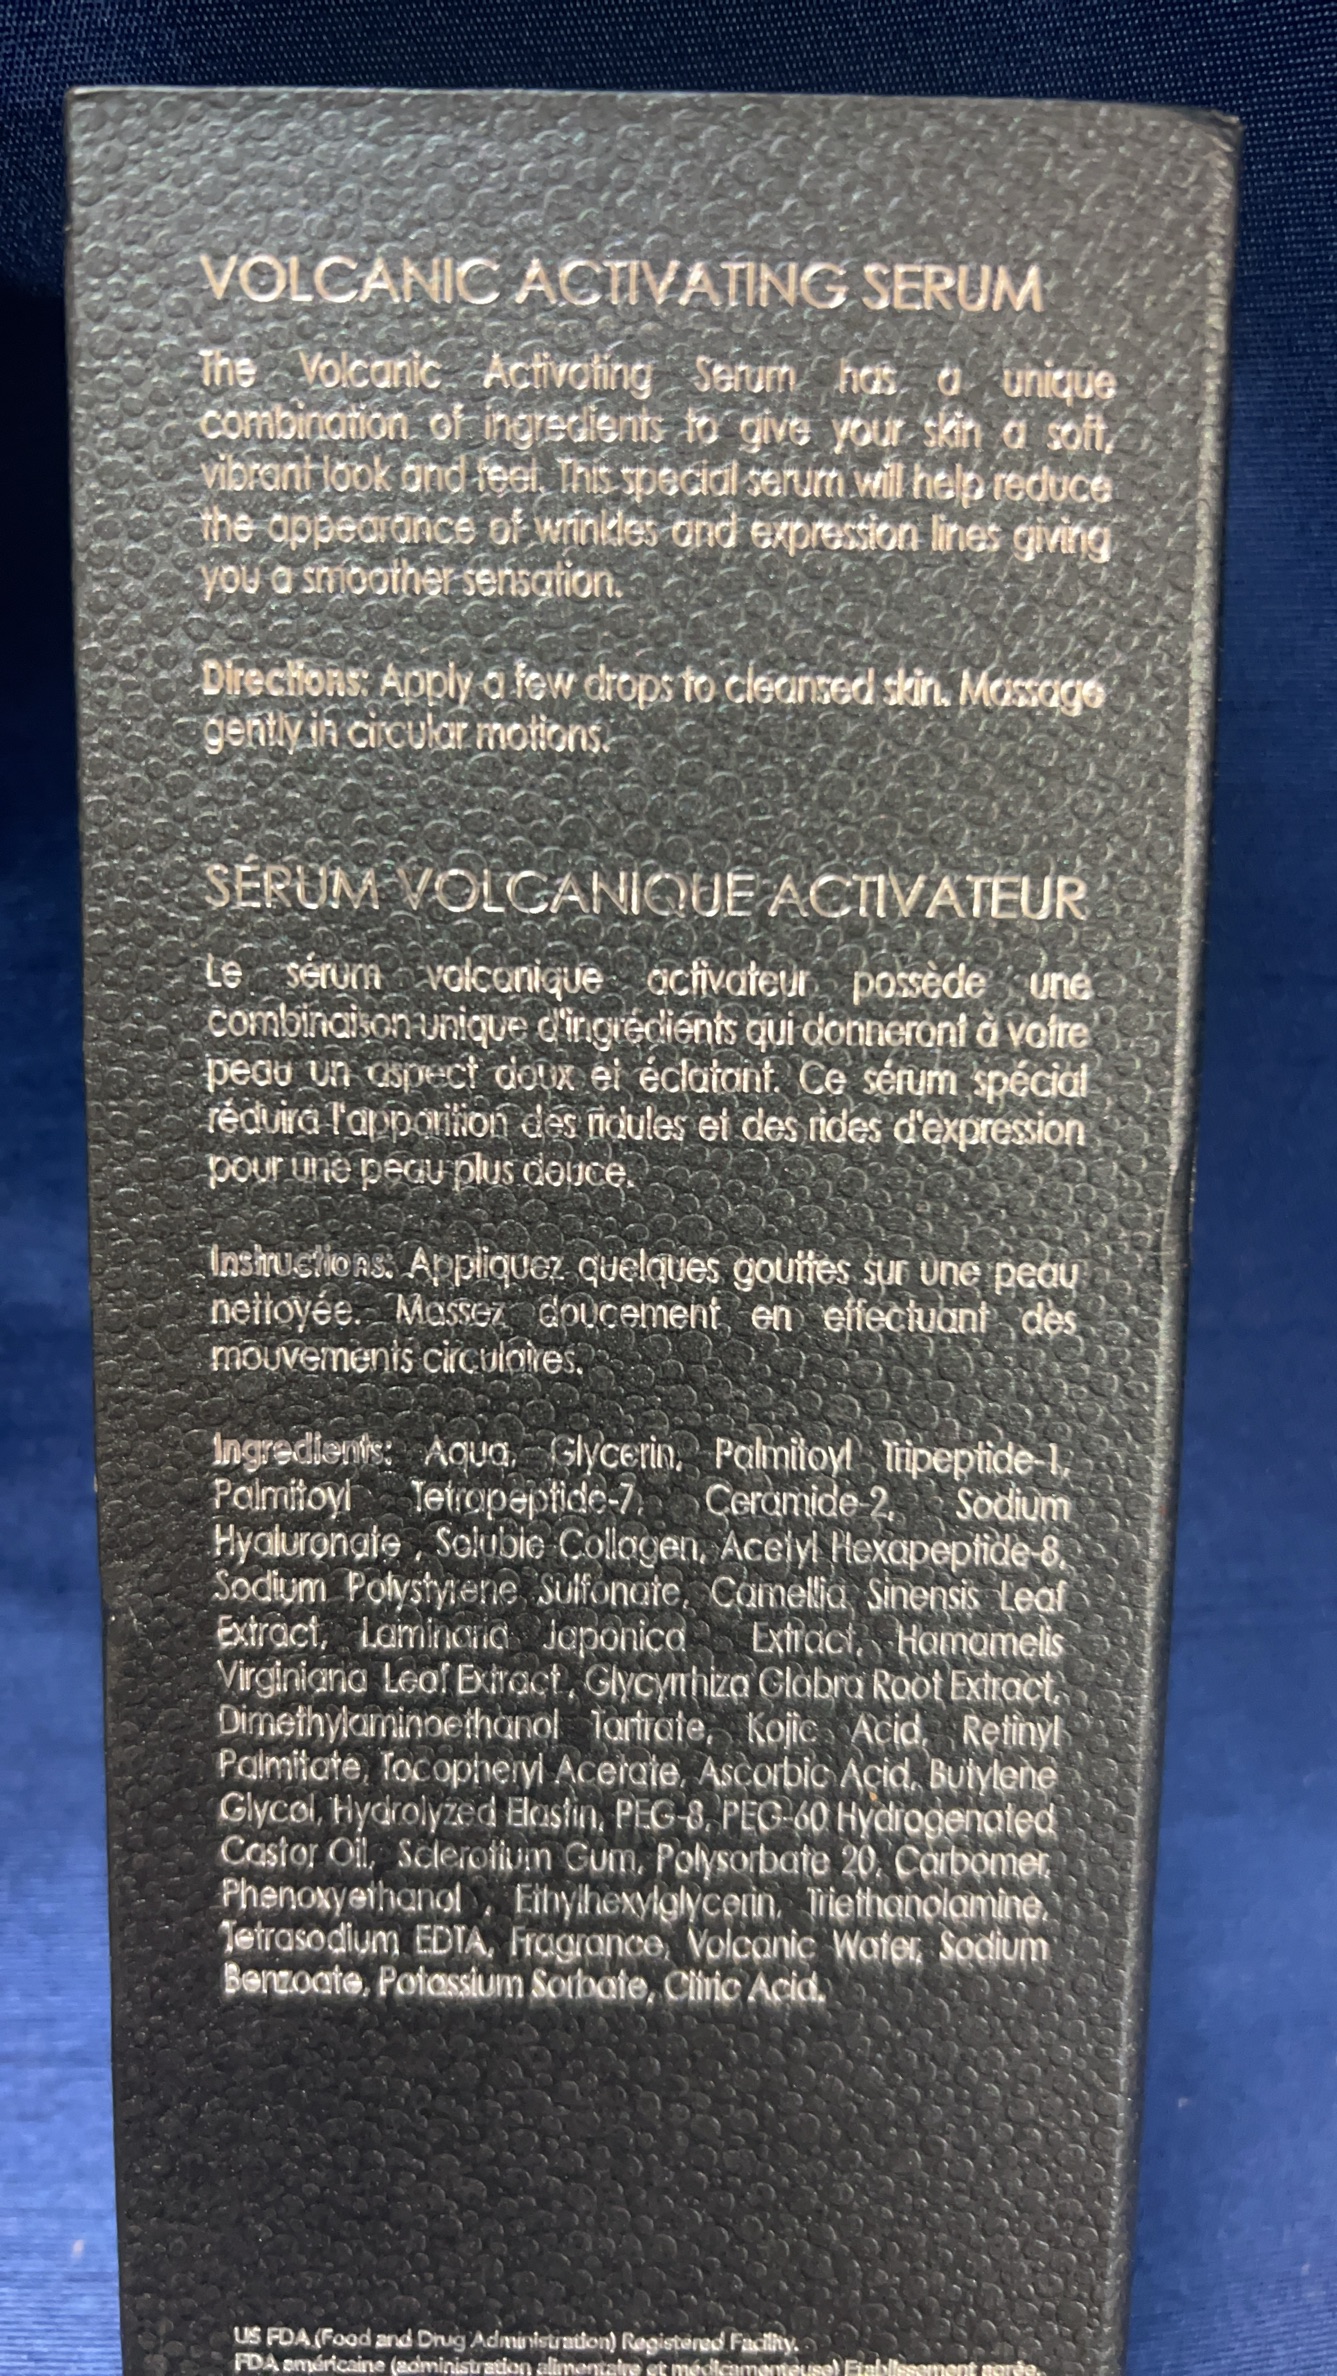 VOLCANIC ACTIVATING SERUM
The Volcanic Activating Serum has a unique
combination of ingredients to give your skin a soft,
vibrant look and feel. This special serum will help reduce
the appearance of wrinkles and expression lines giving
you a smoother sensation.
Directions: Apply a few drops to cleansed skin. Massage
gently in circular motions.
SÉRUM VOLCANIQUE ACTIVATEUR
Le sérum volcanique activateur possède une
combinaison unique d'ingrédients qui donneront à votre
peau un aspect doux et éclatant. Ce sérum spécial
réduira l'apparition des ridules et des rides d'expression
pour une peau plus douce.
Instructions: Appliquez quelques gouttes sur une peau
nettoyée. Massez doucement en effectuant des
mouvements circulaires.
Ingredients: Aqua, Glycerin, Palmitoyl Tripeptide-1,
Palmitoyl Tetrapeptide-7, Ceramide-2, Sodium
Hyaluronate , Soluble Collagen, Acetyl Hexapeptide-8,
Sodium Polystyrene Sulfonate, Camellia Sinensis Leaf
Extract, Laminaria Japonica Extract, Hamamelis
Virginiana Leaf Extract, Glycyrrhiza Glabra Root Extract,
Dimethylaminoethanol Tartrate, Kojic Acid, Retinyl
Palmitate, Tocopheryl Acetate, Ascorbic Acid, Butylene
Glycol, Hydrolyzed Elastin, PEG-8, PEG-60 Hydrogenated
Castor Oil, Sclerotium Gum, Polysorbate 20, Carbomer,
Phenoxyethanol , Ethylhexylglycerin, Triethanolamine,
Tetrasodium EDTA, Fragrance, Volcanic Water, Sodium
Benzoate, Potassium Sorbate, Citric Acid.
US FDA (Food and Drug Administration) Registered Facility.
FDA américaine (administration alimentaire et médicamenteuse) Etablissement agrée.